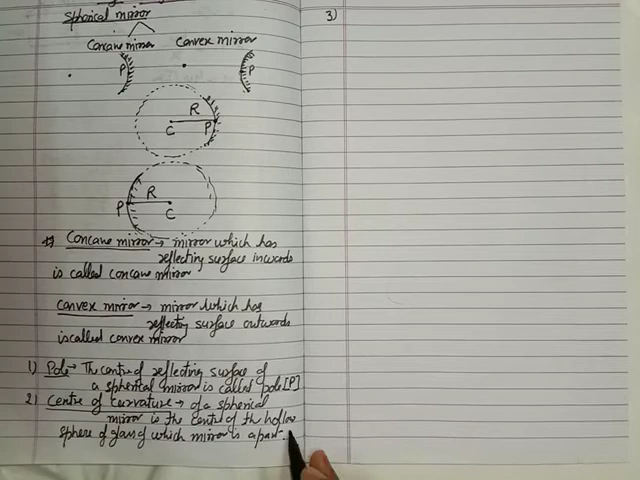 Spherical mirror
Concave mirror Convex mirror
P P
R
C P
R
P C
Concave mirror → mirror which has
reflecting surface inwards
is called concave mirror
Convex mirror → mirror which has
reflecting surface outwards
is called convex mirror
1) Pole → The centre of reflecting surface of
a spherical mirror is called pole [P]
2) Centre of curvature → of a spherical
mirror is the centre of the hollow
sphere of glass of which mirror is a part.
3)